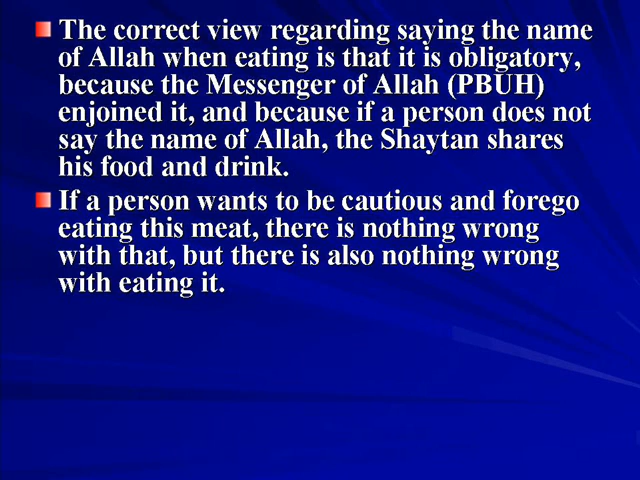 The correct view regarding saying the name
of Allah when eating is that it is obligatory,
because the Messenger of Allah (PBUH)
enjoined it, and because if a person does not
say the name of Allah, the Shaytan shares
his food and drink.
If a person wants to be cautious and forego
eating this meat, there is nothing wrong
with that, but there is also nothing wrong
with eating it.